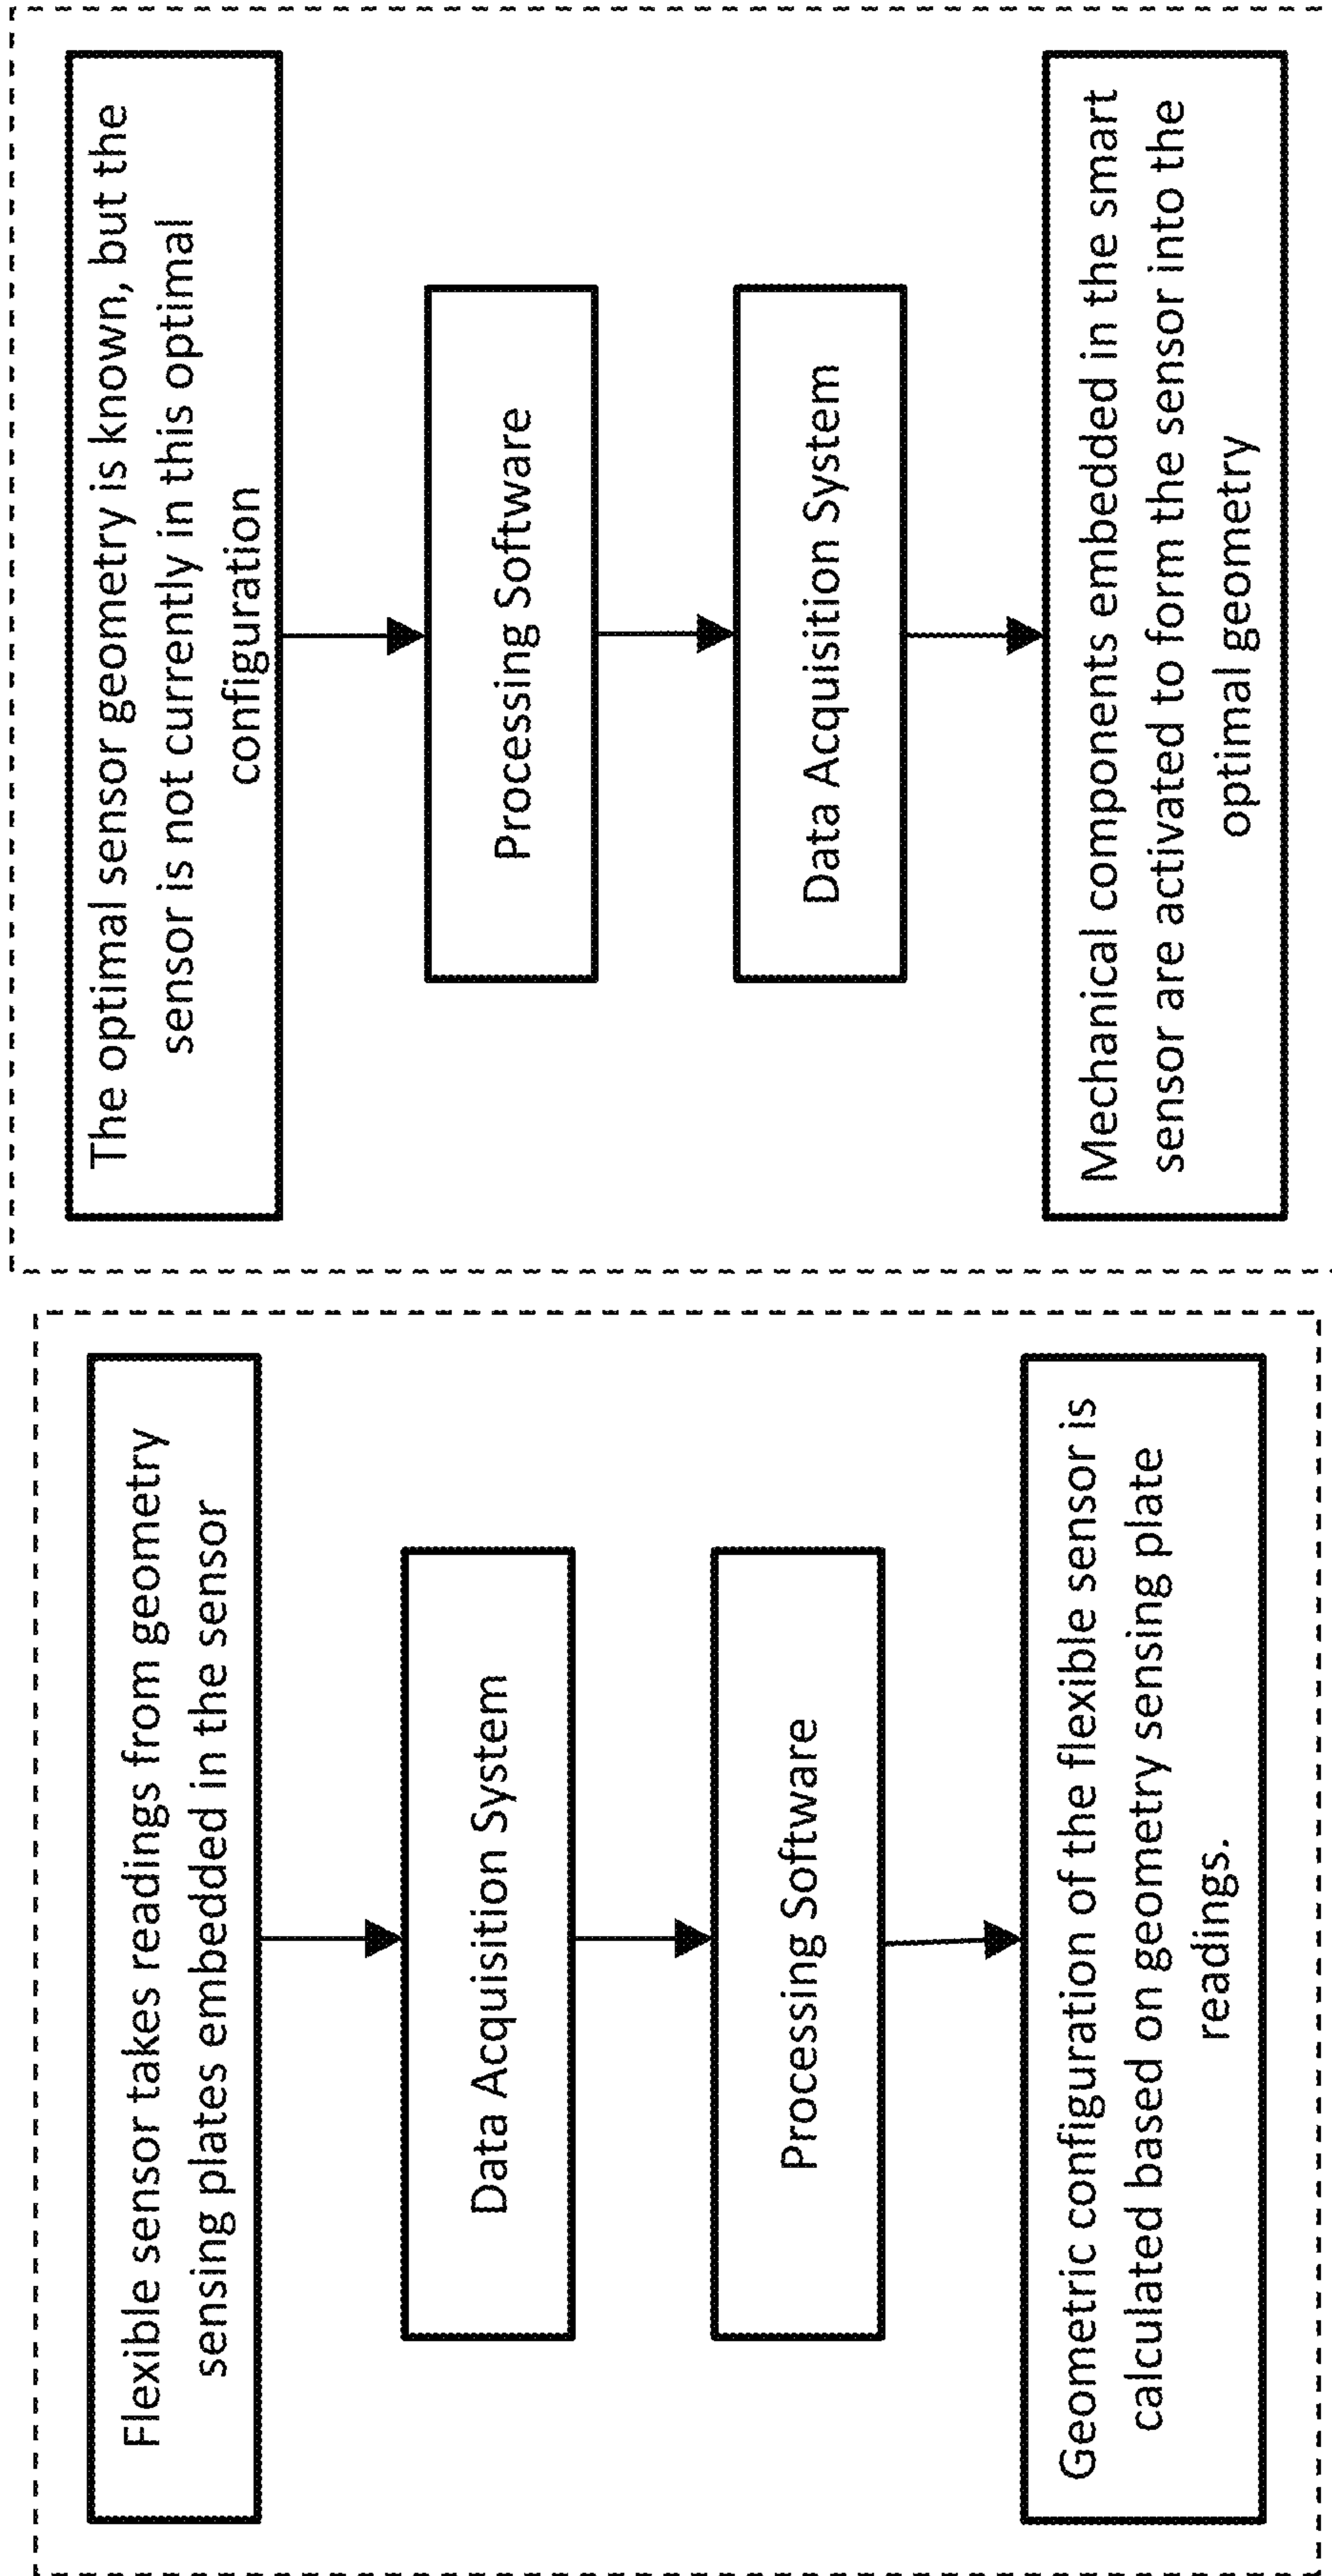 Flexible sensor takes readings from geometry
sensing plates embedded in the sensor
Data Acquisition System
Processing Software
Geometric configuration of the flexible sensor is
calculated based on geometry sensing plate
readings.
The optimal sensor geometry is known, but the
sensor is not currently in this optimal
configuration
Processing Software
Data Acquisition System
Mechanical components embedded in the smart
sensor are activated to form the sensor into the
optimal geometry